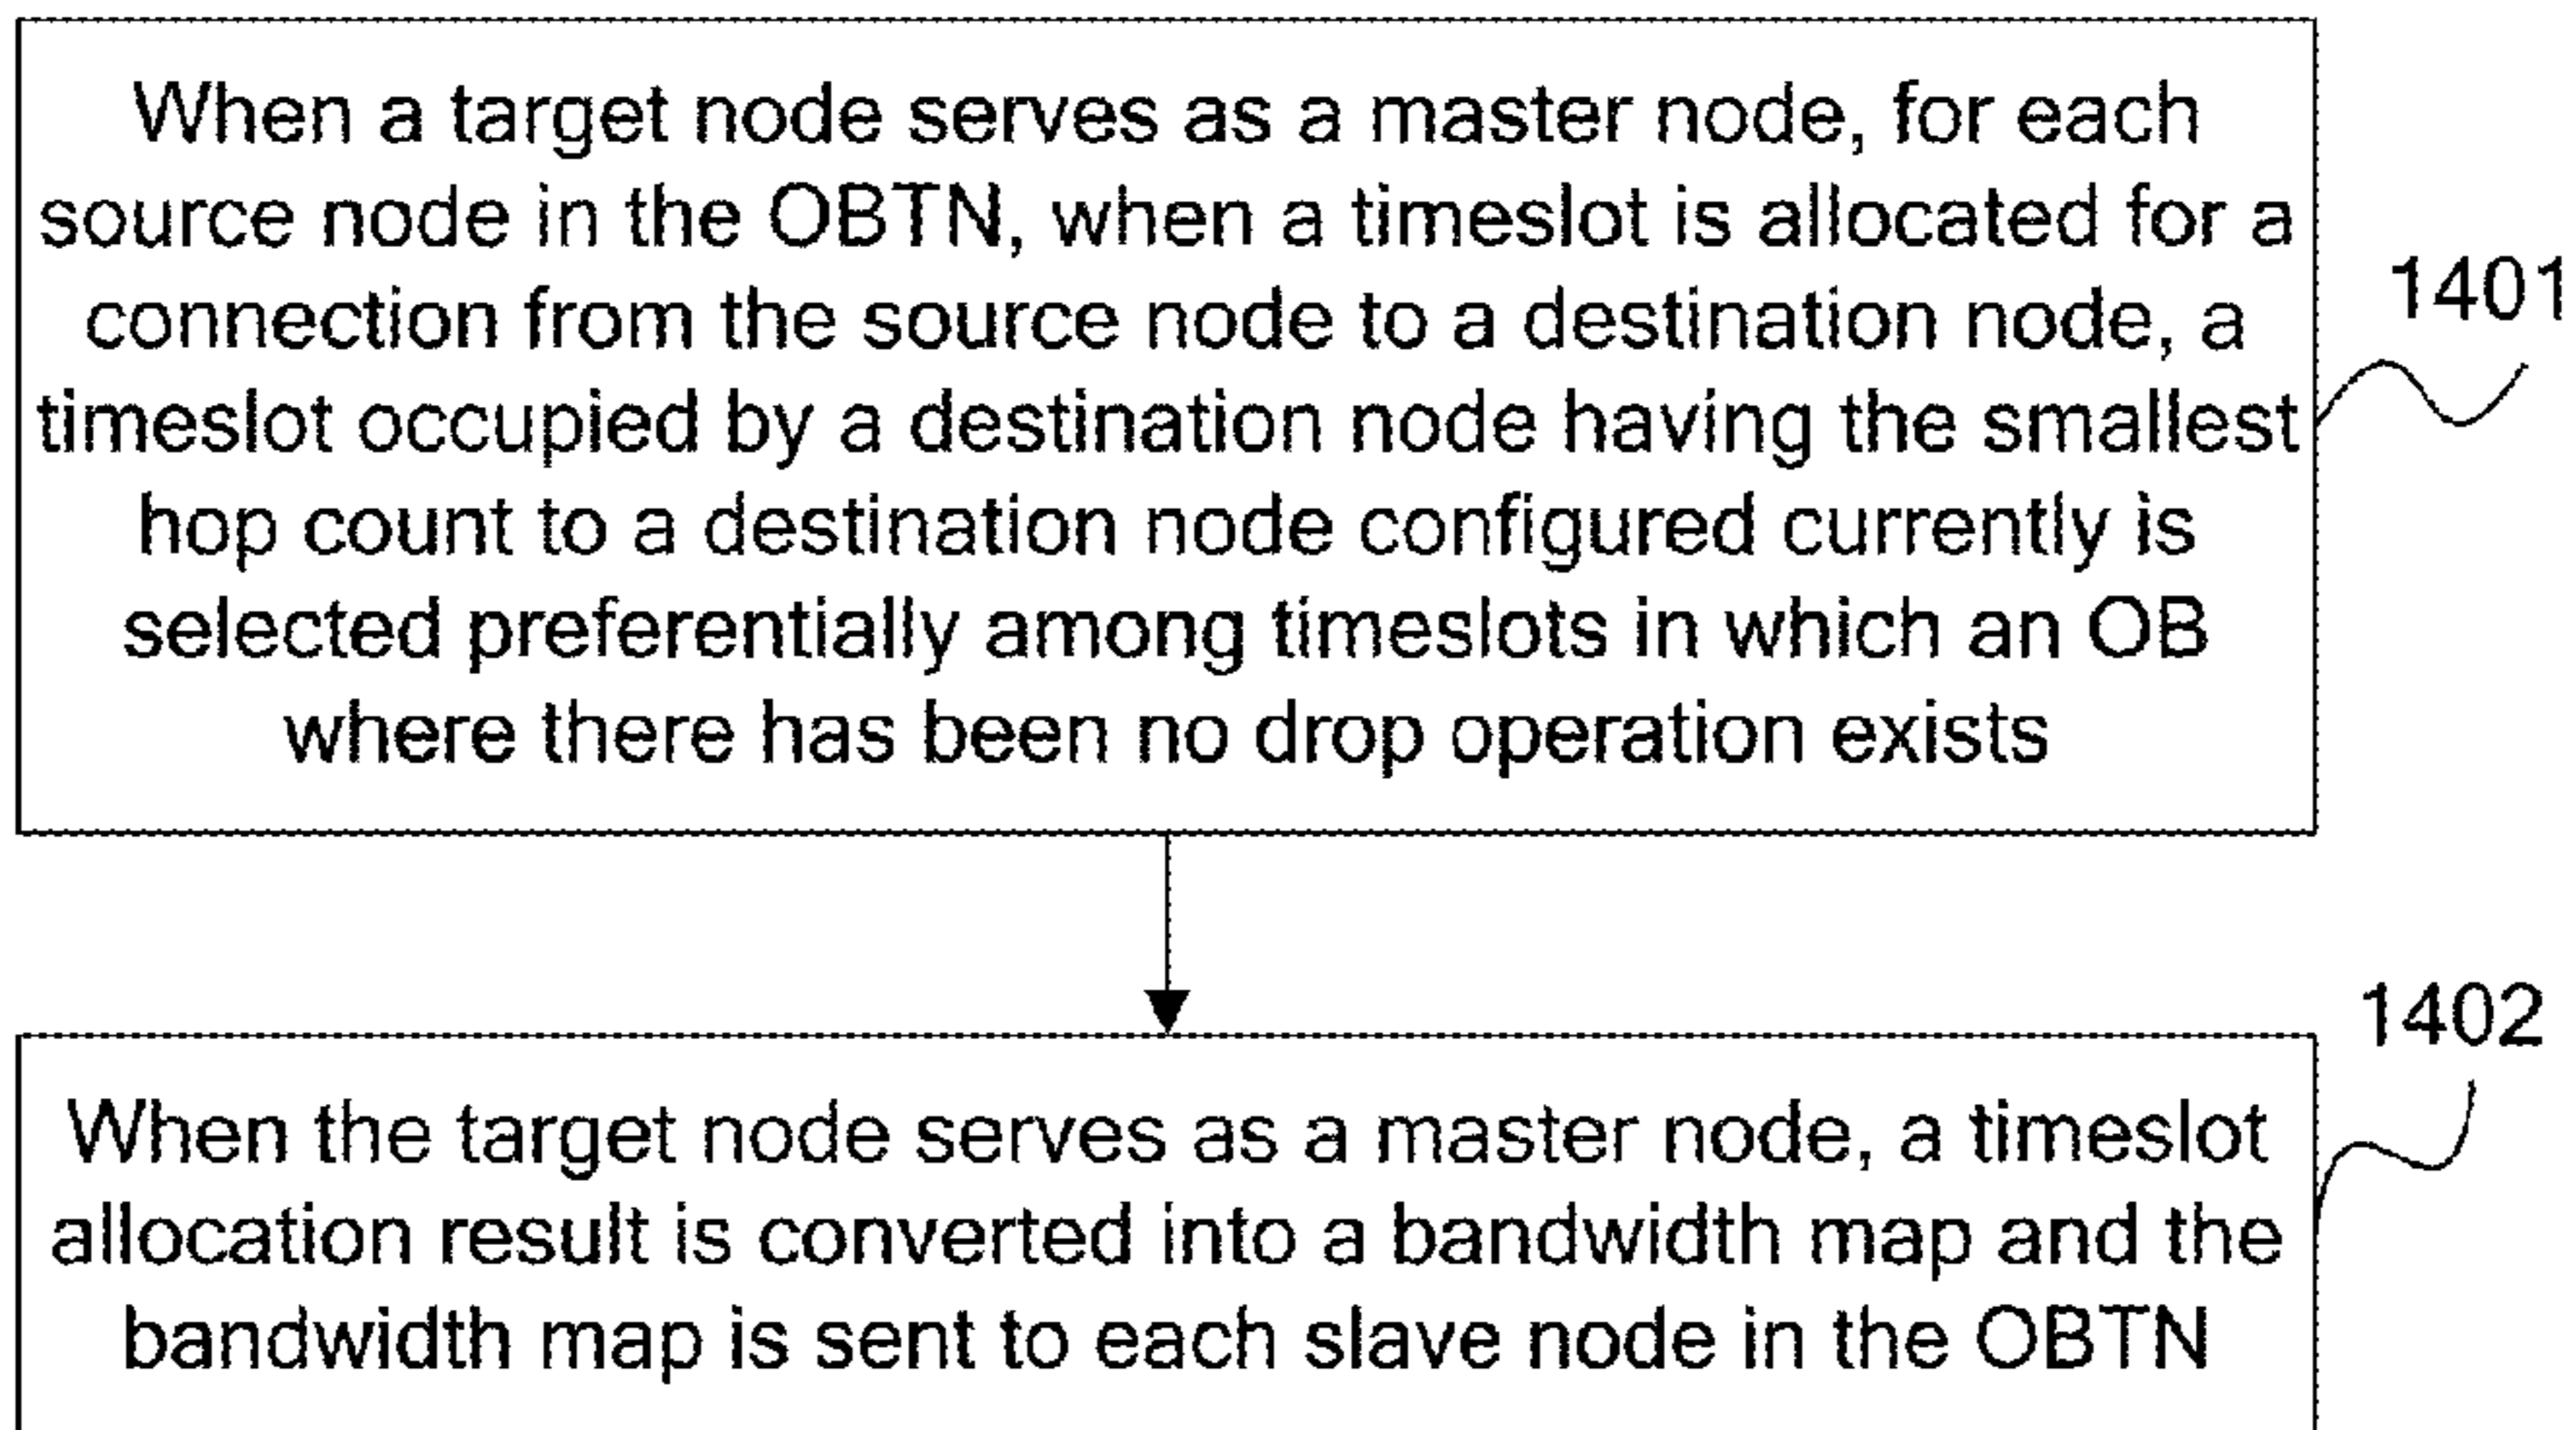 When a target node serves as a master node, for each
source node in the OBTN, when a timeslot is allocated for a
connection from the source node to a destination node, a
timeslot occupied by a destination node having the smallest
hop count to a destination node configured currently is
selected preferentially among timeslots in which an OB
where there has been no drop operation exists
1401
1402
When the target node serves as a master node, a timeslot
allocation result is converted into a bandwidth map and the
bandwidth map is sent to each slave node in the OBTN